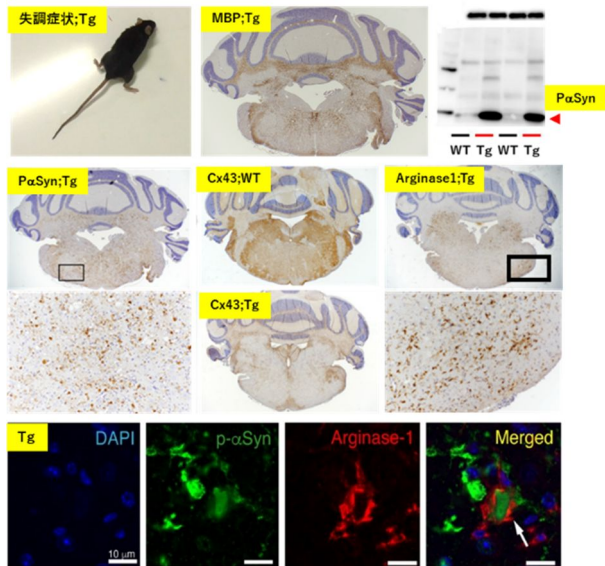 失調症状;Tg
MBP;Tg
PαSyn
WT Tg WT Tg
PαSyn;Tg
Cx43;WT
Arginase1;Tg
Cx43;Tg
Tg
DAPI
p-αSyn
Arginase-1
Merged
10 μm